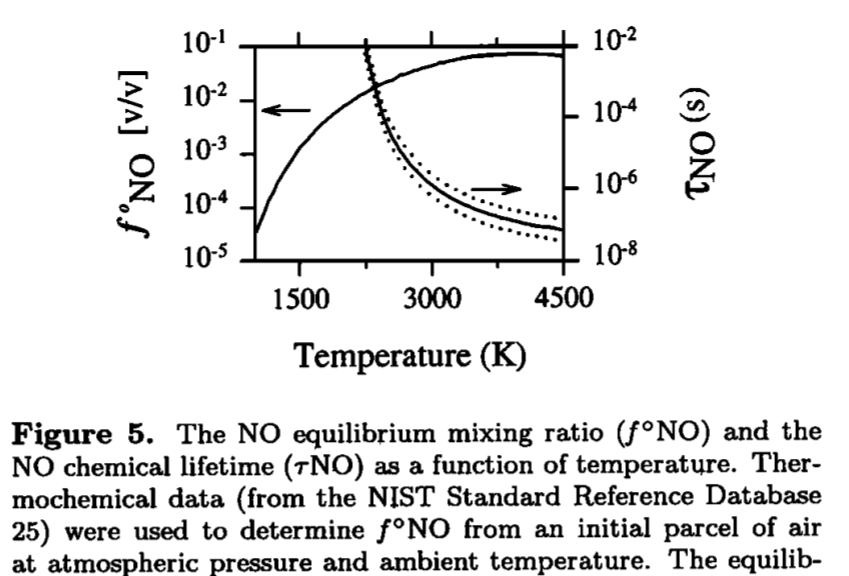 10⁻¹ 10⁻²
10⁻² 10⁻⁴
10⁻³
10⁻⁴ 10⁻⁶
10⁻⁵ 10⁻⁸
f°NO [v/v]
τNO (s)
1500 3000 4500
Temperature (K)
Figure 5. The NO equilibrium mixing ratio (f°NO) and the
NO chemical lifetime (τNO) as a function of temperature. Ther-
mochemical data (from the NIST Standard Reference Database
25) were used to determine f°NO from an initial parcel of air
at atmospheric pressure and ambient temperature. The equilib-